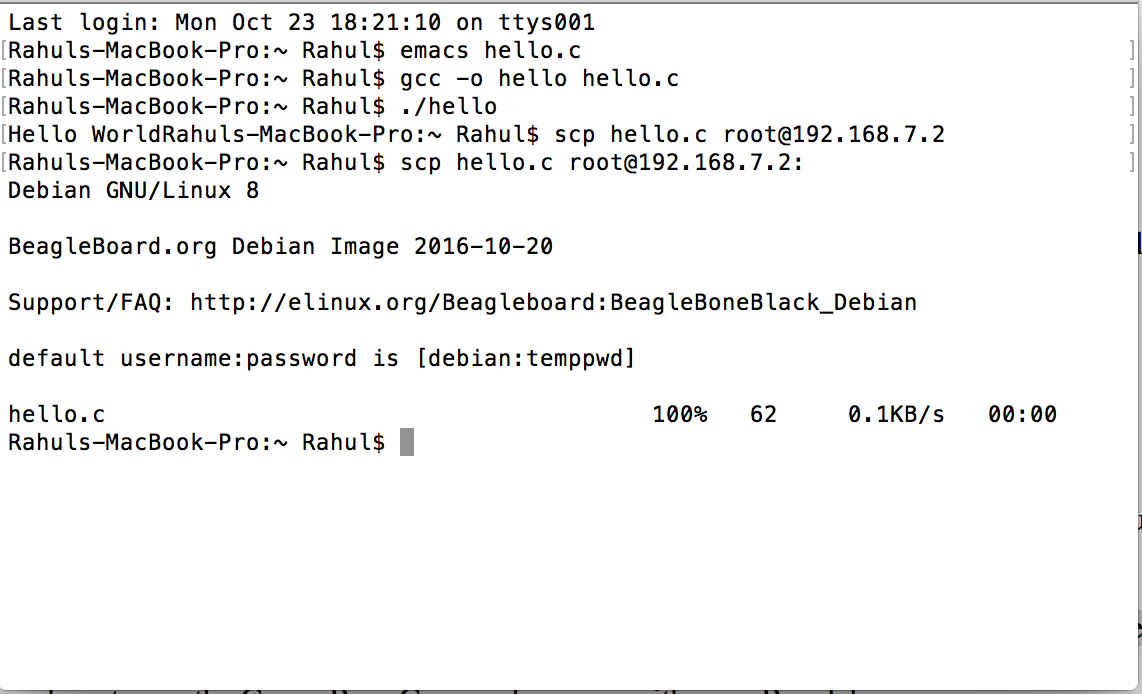 Last login: Mon Oct 23 18:21:10 on ttys001
[Rahuls-MacBook-Pro:~ Rahul$ emacs hello.c ]
[Rahuls-MacBook-Pro:~ Rahul$ gcc -o hello hello.c ]
[Rahuls-MacBook-Pro:~ Rahul$ ./hello ]
[Hello WorldRahuls-MacBook-Pro:~ Rahul$ scp hello.c root@192.168.7.2 ]
[Rahuls-MacBook-Pro:~ Rahul$ scp hello.c root@192.168.7.2: ]
Debian GNU/Linux 8
BeagleBoard.org Debian Image 2016-10-20
Support/FAQ: http://elinux.org/Beagleboard:BeagleBoneBlack_Debian
default username:password is [debian:temppwd]
hello.c 100% 62 0.1KB/s 00:00
Rahuls-MacBook-Pro:~ Rahul$